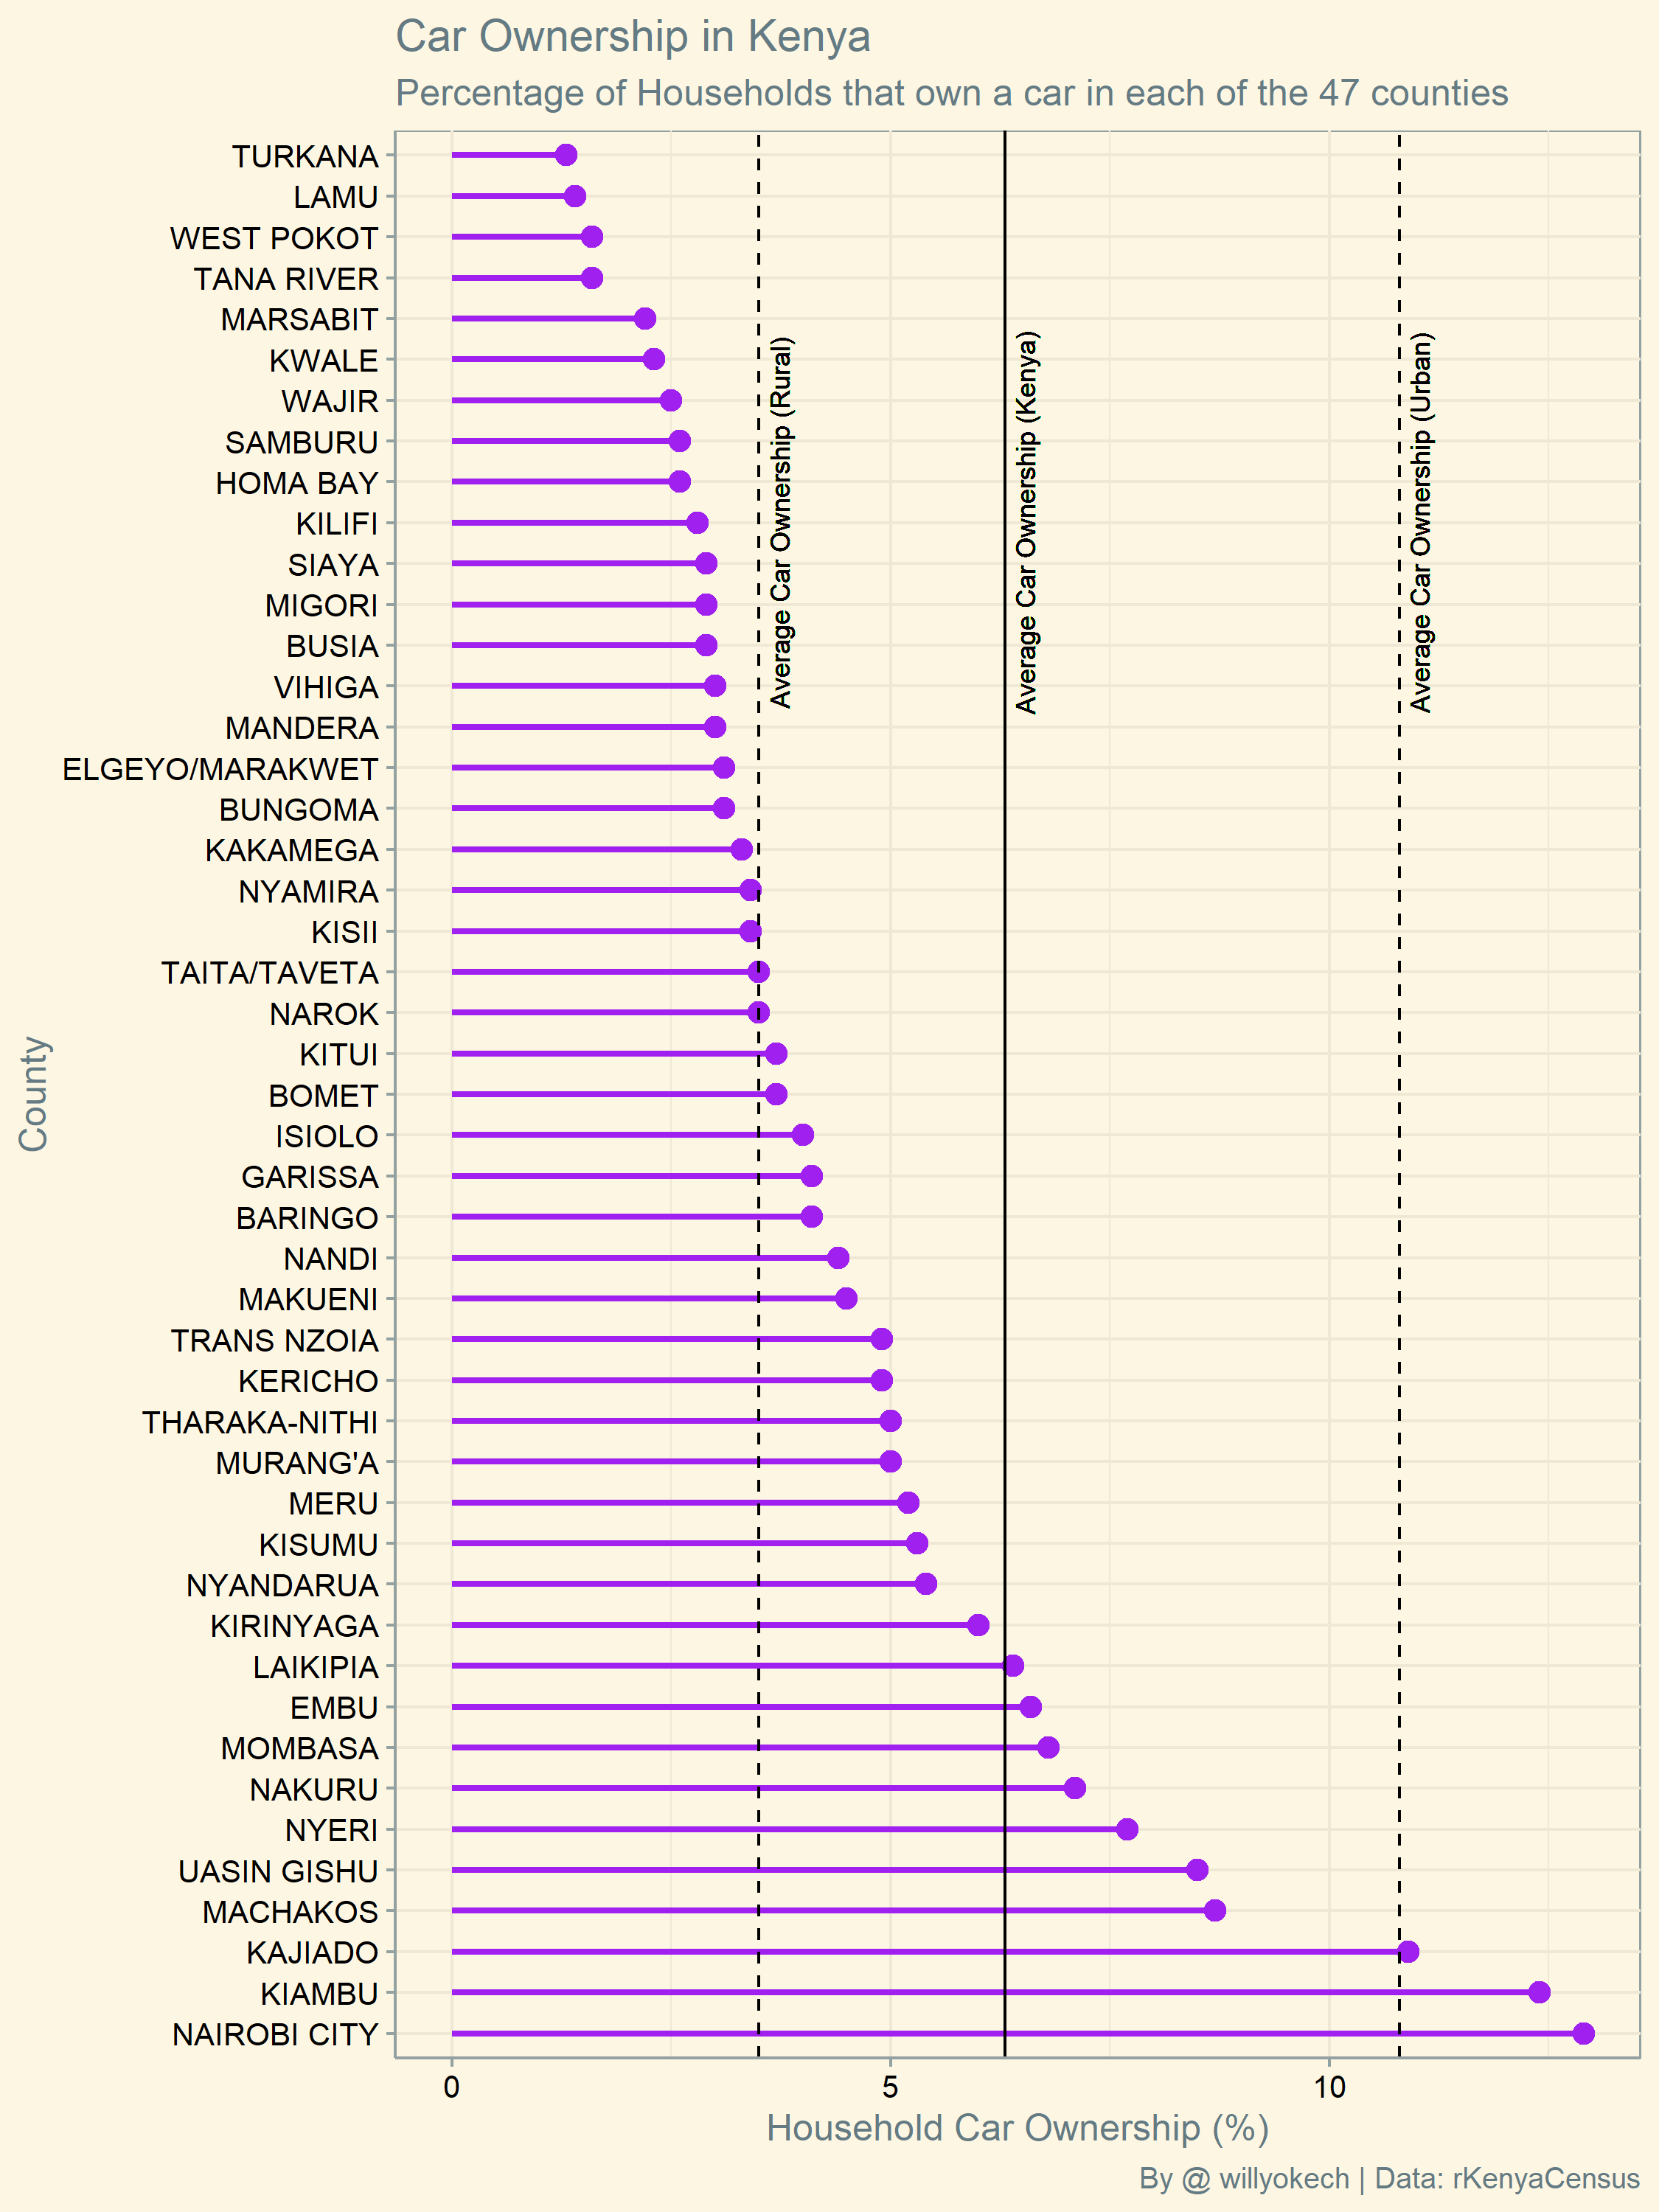 Car Ownership in Kenya
Percentage of Households that own a car in each of the 47 counties
TURKANA
LAMU
WEST POKOT
TANA RIVER
MARSABIT
KWALE
WAJIR
SAMBURU
HOMA BAY
KILIFI
SIAYA
MIGORI
BUSIA
VIHIGA
MANDERA
ELGEYO/MARAKWET
BUNGOMA
KAKAMEGA
NYAMIRA
KISII
TAITA/TAVETA
NAROK
KITUI
BOMET
ISIOLO
GARISSA
BARINGO
NANDI
MAKUENI
TRANS NZOIA
KERICHO
THARAKA-NITHI
MURANG'A
MERU
KISUMU
NYANDARUA
KIRINYAGA
LAIKIPIA
EMBU
MOMBASA
NAKURU
NYERI
UASIN GISHU
MACHAKOS
KAJIADO
KIAMBU
NAIROBI CITY
County
Average Car Ownership (Rural)
Average Car Ownership (Kenya)
Average Car Ownership (Urban)
0
5
10
Household Car Ownership (%)
By @ willyokech | Data: rKenyaCensus